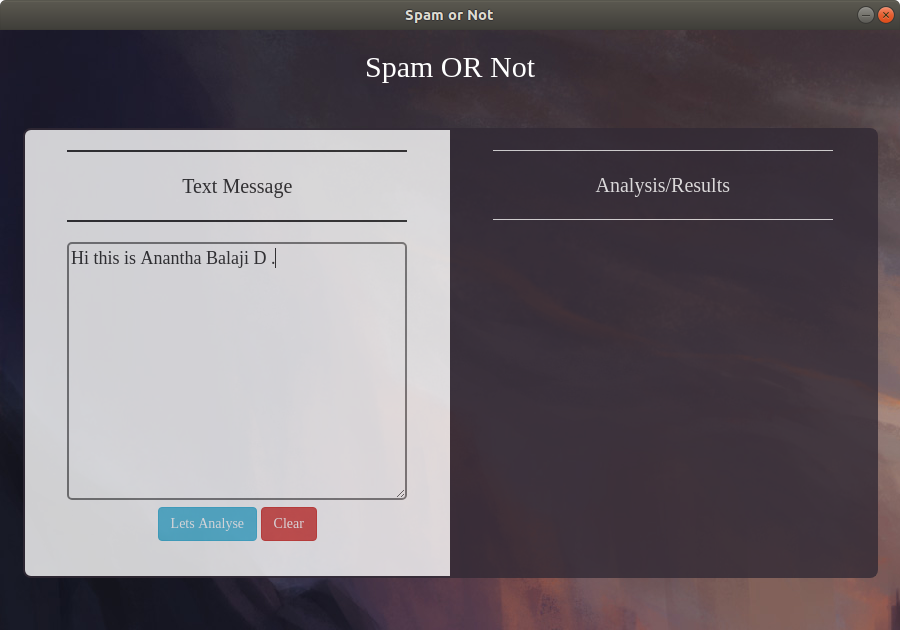 Spam or Not
Spam OR Not
Text Message
Hi this is Anantha Balaji D .
Lets Analyse
Clear
Analysis/Results